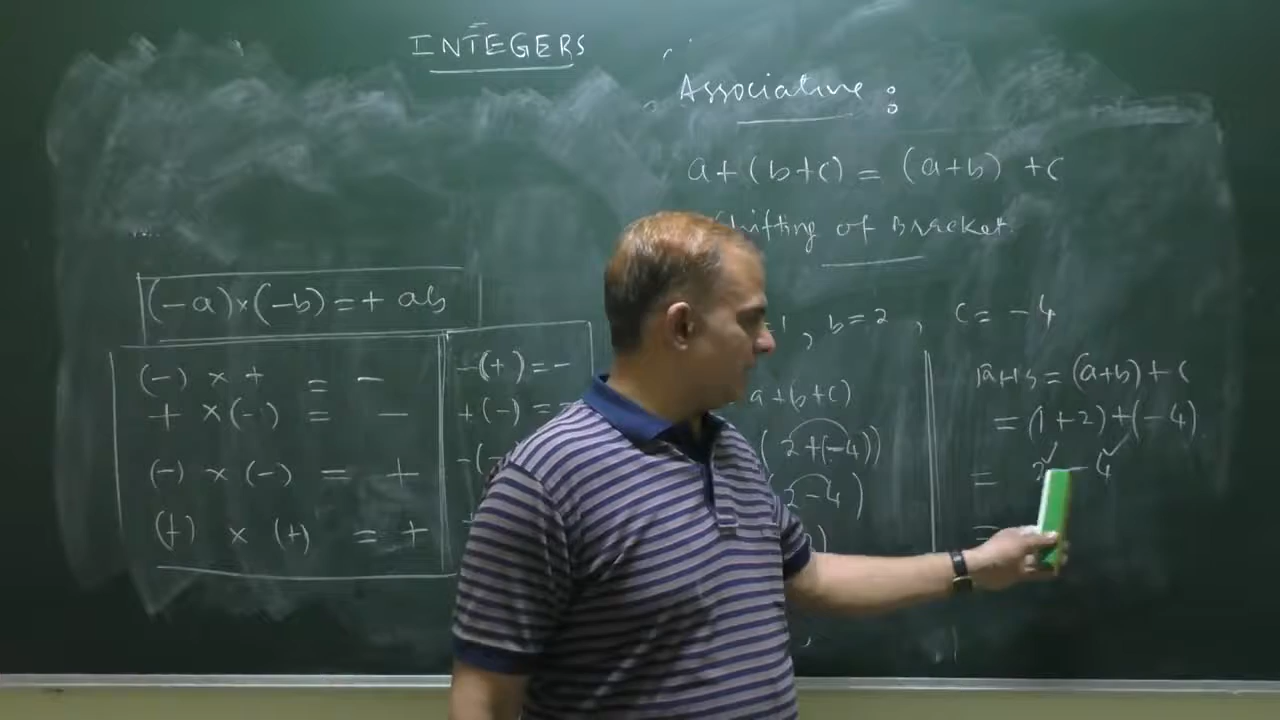 INTEGERS
Associative :
a+(b+c) = (a+b) +c
Shifting of Bracket.
(-a)×(-b)=+ ab
(-) × + = -
+ ×(-) = -
(-) × (-) = +
(+) × (+) = +
-(+)=-
+(-)=
-(-
, b=2 , c= -4
a+(b+c)
(2+(-4))
2-4)
)
= (a+b)+c
=(1+2)+(-4)
= - 4
=